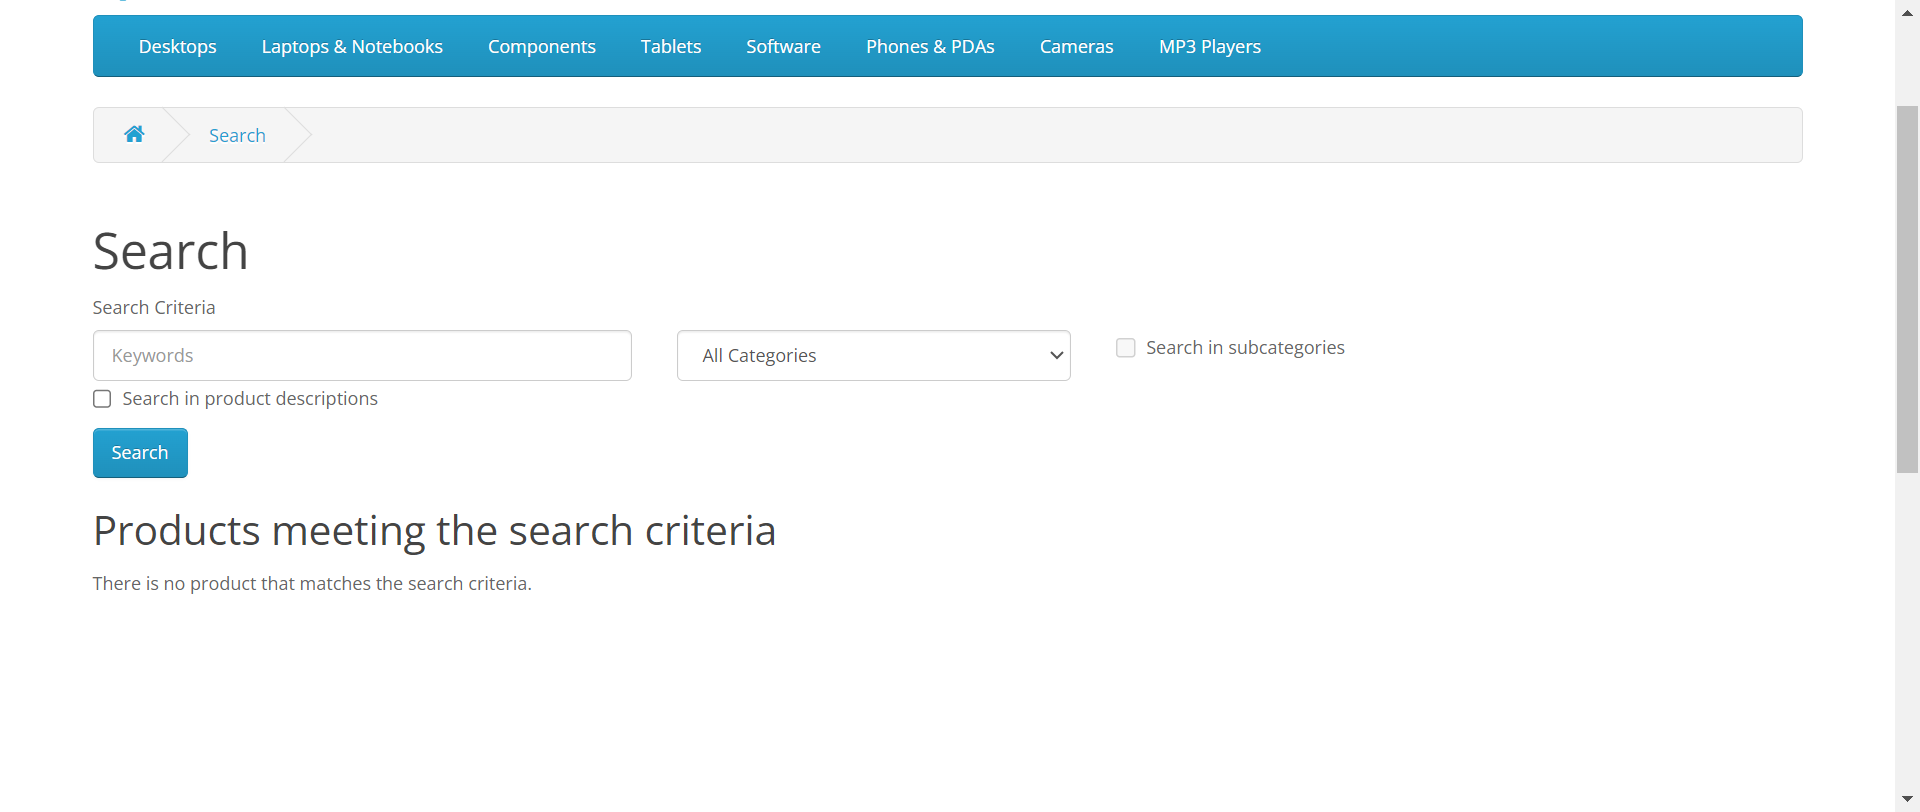 Desktops Laptops & Notebooks Components Tablets Software Phones & PDAs Cameras MP3 Players
Search
Search
Search Criteria
Keywords All Categories Search in subcategories
Search in product descriptions
Search
Products meeting the search criteria
There is no product that matches the search criteria.